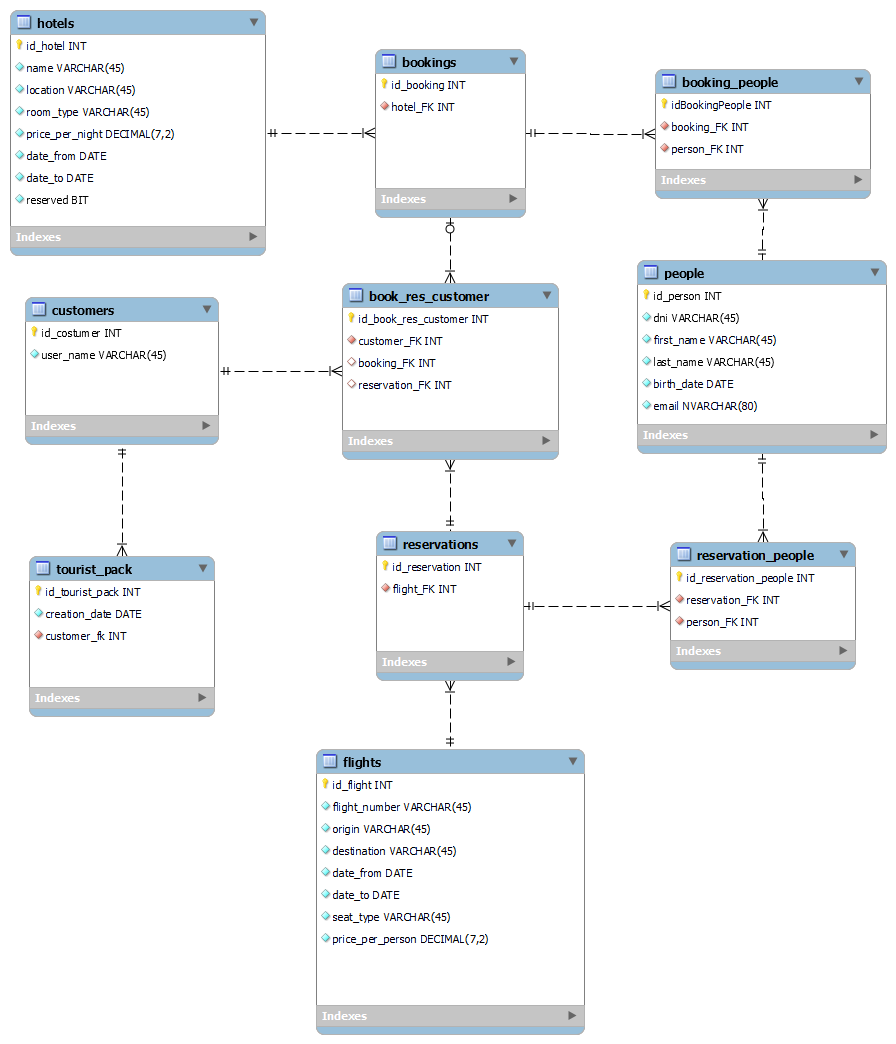 hotels
id_hotel INT
name VARCHAR(45)
location VARCHAR(45)
room_type VARCHAR(45)
price_per_night DECIMAL(7,2)
date_from DATE
date_to DATE
reserved BIT
Indexes
bookings
id_booking INT
hotel_FK INT
Indexes
booking_people
idBookingPeople INT
booking_FK INT
person_FK INT
Indexes
customers
id_costumer INT
user_name VARCHAR(45)
Indexes
book_res_customer
id_book_res_customer INT
customer_FK INT
booking_FK INT
reservation_FK INT
Indexes
people
id_person INT
dni VARCHAR(45)
first_name VARCHAR(45)
last_name VARCHAR(45)
birth_date DATE
email NVARCHAR(80)
Indexes
tourist_pack
id_tourist_pack INT
creation_date DATE
customer_fk INT
Indexes
reservations
id_reservation INT
flight_FK INT
Indexes
reservation_people
id_reservation_people INT
reservation_FK INT
person_FK INT
Indexes
flights
id_flight INT
flight_number VARCHAR(45)
origin VARCHAR(45)
destination VARCHAR(45)
date_from DATE
date_to DATE
seat_type VARCHAR(45)
price_per_person DECIMAL(7,2)
Indexes